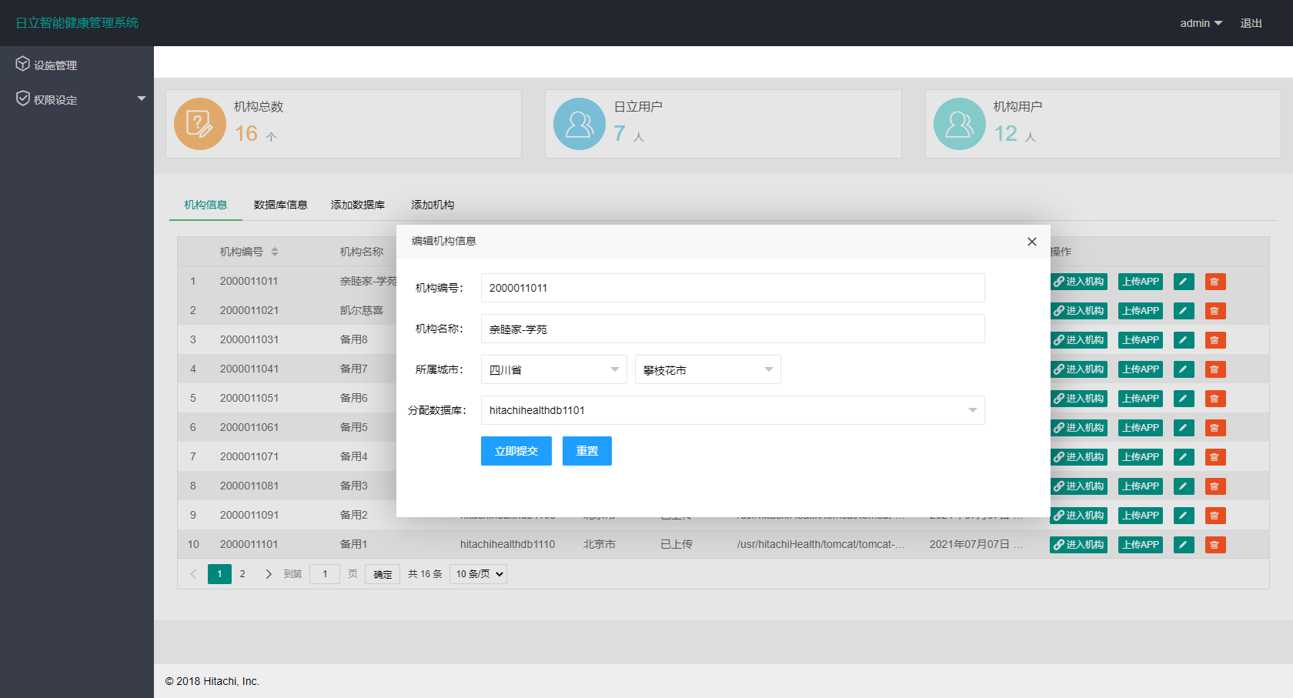 日立智能健康管理系统
admin
退出
设施管理
权限设定
机构总数
16 个
日立用户
7 人
机构用户
12 人
机构信息 数据库信息 添加数据库 添加机构
机构编号 机构名称 操作
编辑机构信息
机构编号: 2000011011
机构名称: 亲睦家-学苑
所属城市: 四川省 攀枝花市
分配数据库: hitachihealthdb1101
立即提交 重置
1 2000011011 亲睦家-学苑 进入机构 上传APP
2 2000011021 凯尔慈喜 进入机构 上传APP
3 2000011031 备用8 进入机构 上传APP
4 2000011041 备用7 进入机构 上传APP
5 2000011051 备用6 进入机构 上传APP
6 2000011061 备用5 进入机构 上传APP
7 2000011071 备用4 进入机构 上传APP
8 2000011081 备用3 进入机构 上传APP
9 2000011091 备用2 进入机构 上传APP
10 2000011101 备用1 hitachihealthdb1110 北京市 已上传 /usr/hitachiHealth/tomcat/tomcat-... 2021年07月07日 ... 进入机构 上传APP
1 2 到第 1 页 确定 共 16 条 10 条/页
© 2018 Hitachi, Inc.